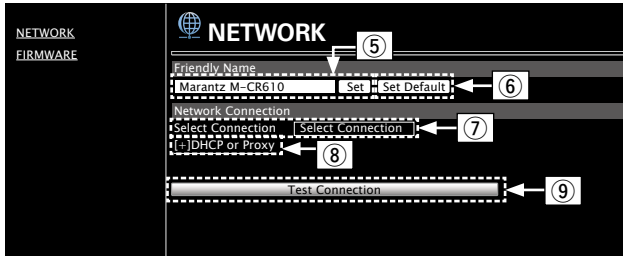 NETWORK
FIRMWARE
NETWORK
⑤
Friendly Name
Marantz M-CR610 Set Set Default ⑥
Network Connection
Select Connection Select Connection ⑦
[+]DHCP or Proxy ⑧
Test Connection ⑨